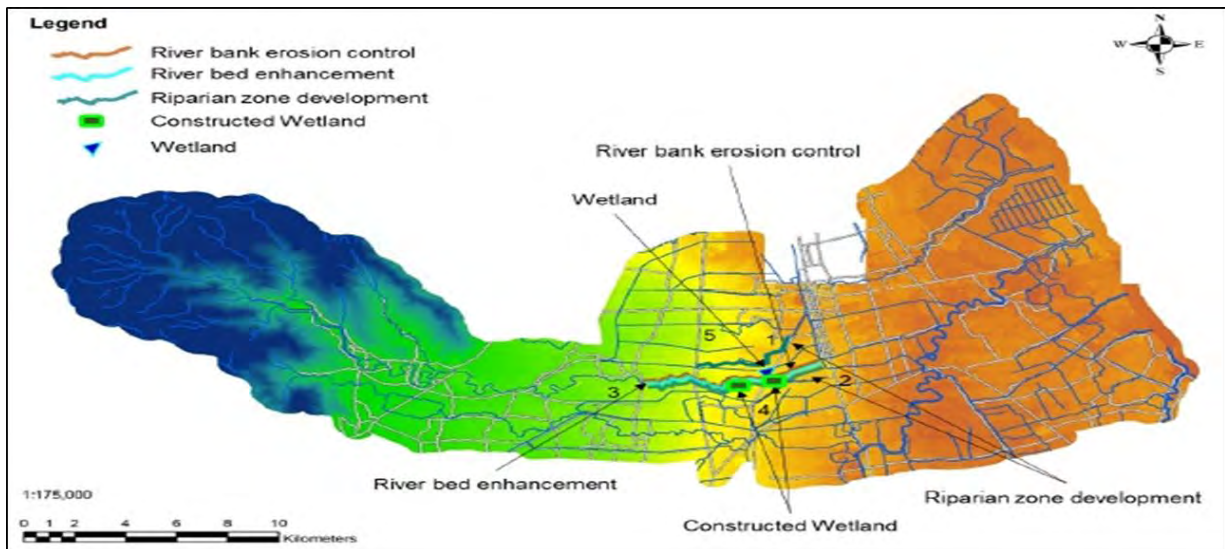 Legend
River bank erosion control
River bed enhancement
Riparian zone development
Constructed Wetland
Wetland
N
W E
S
River bank erosion control
Wetland
5
1
3
2
4
River bed enhancement
Riparian zone development
Constructed Wetland
1:175,000
0 1 2 4 6 8 10
Kilometers